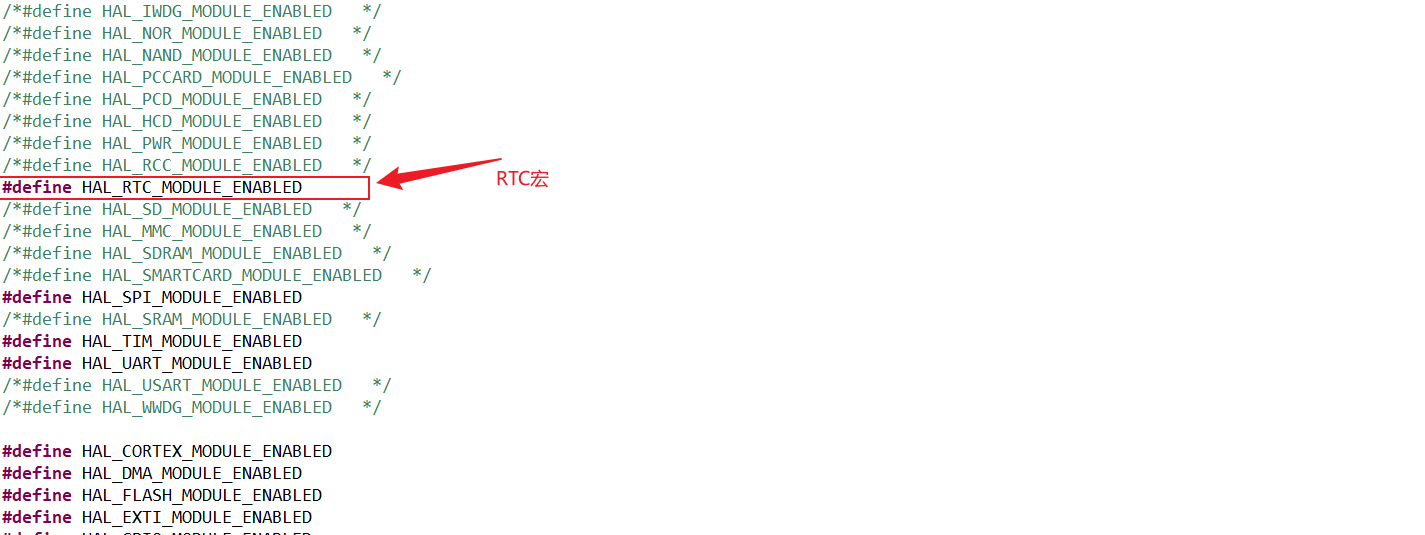 /*#define HAL_IWDG_MODULE_ENABLED   */
/*#define HAL_NOR_MODULE_ENABLED   */
/*#define HAL_NAND_MODULE_ENABLED   */
/*#define HAL_PCCARD_MODULE_ENABLED   */
/*#define HAL_PCD_MODULE_ENABLED   */
/*#define HAL_HCD_MODULE_ENABLED   */
/*#define HAL_PWR_MODULE_ENABLED   */
/*#define HAL_RCC_MODULE_ENABLED   */
#define HAL_RTC_MODULE_ENABLED
RTC宏
/*#define HAL_SD_MODULE_ENABLED   */
/*#define HAL_MMC_MODULE_ENABLED   */
/*#define HAL_SDRAM_MODULE_ENABLED   */
/*#define HAL_SMARTCARD_MODULE_ENABLED   */
#define HAL_SPI_MODULE_ENABLED
/*#define HAL_SRAM_MODULE_ENABLED   */
#define HAL_TIM_MODULE_ENABLED
#define HAL_UART_MODULE_ENABLED
/*#define HAL_USART_MODULE_ENABLED   */
/*#define HAL_WWDG_MODULE_ENABLED   */
#define HAL_CORTEX_MODULE_ENABLED
#define HAL_DMA_MODULE_ENABLED
#define HAL_FLASH_MODULE_ENABLED
#define HAL_EXTI_MODULE_ENABLED